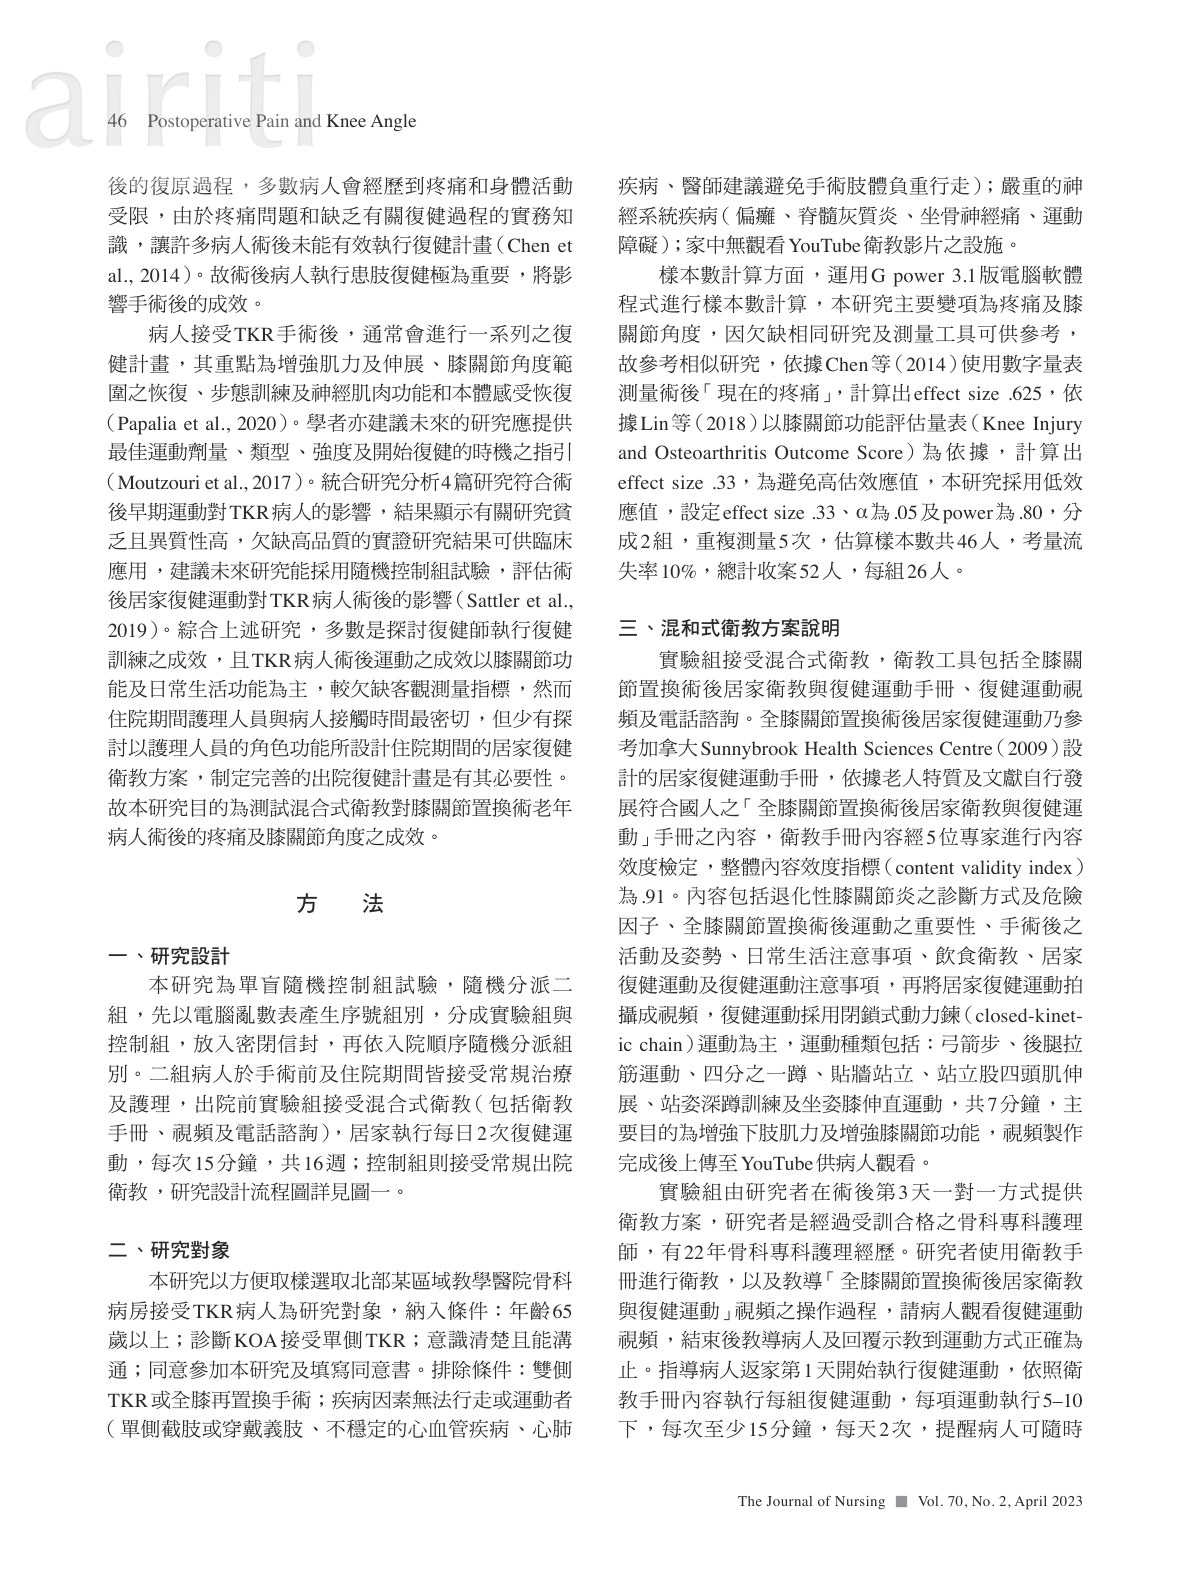 airiti
46 Postoperative Pain and Knee Angle
後的復原過程，多數病人會經歷到疼痛和身體活動
受限，由於疼痛問題和缺乏有關復健過程的實務知
識，讓許多病人術後未能有效執行復健計畫（Chen et
al., 2014）。故術後病人執行患肢復健極為重要，將影
響手術後的成效。
病人接受TKR手術後，通常會進行一系列之復
健計畫，其重點為增強肌力及伸展、膝關節角度範
圍之恢復、步態訓練及神經肌肉功能和本體感受恢復
（Papalia et al., 2020）。學者亦建議未來的研究應提供
最佳運動劑量、類型、強度及開始復健的時機之指引
（Moutzouri et al., 2017）。統合研究分析4篇研究符合術
後早期運動對TKR病人的影響，結果顯示有關研究貧
乏且異質性高，欠缺高品質的實證研究結果可供臨床
應用，建議未來研究能採用隨機控制組試驗，評估術
後居家復健運動對TKR病人術後的影響（Sattler et al.,
2019）。綜合上述研究，多數是探討復健師執行復健
訓練之成效，且TKR病人術後運動之成效以膝關節功
能及日常生活功能為主，較欠缺客觀測量指標，然而
住院期間護理人員與病人接觸時間最密切，但少有探
討以護理人員的角色功能所設計住院期間的居家復健
衛教方案，制定完善的出院復健計畫是有其必要性。
故本研究目的為測試混合式衛教對膝關節置換術老年
病人術後的疼痛及膝關節角度之成效。
方　法
一、研究設計
本研究為單盲隨機控制組試驗，隨機分派二
組，先以電腦亂數表產生序號組別，分成實驗組與
控制組，放入密閉信封，再依入院順序隨機分派組
別。二組病人於手術前及住院期間皆接受常規治療
及護理，出院前實驗組接受混合式衛教（包括衛教
手冊、視頻及電話諮詢），居家執行每日2次復健運
動，每次15分鐘，共16週；控制組則接受常規出院
衛教，研究設計流程圖詳見圖一。
二、研究對象
本研究以方便取樣選取北部某區域教學醫院骨科
病房接受TKR病人為研究對象，納入條件：年齡65
歲以上；診斷KOA接受單側TKR；意識清楚且能溝
通；同意參加本研究及填寫同意書。排除條件：雙側
TKR或全膝再置換手術；疾病因素無法行走或運動者
（單側截肢或穿戴義肢、不穩定的心血管疾病、心肺
疾病、醫師建議避免手術肢體負重行走）；嚴重的神
經系統疾病（偏癱、脊髓灰質炎、坐骨神經痛、運動
障礙）；家中無觀看YouTube衛教影片之設施。
樣本數計算方面，運用G power 3.1版電腦軟體
程式進行樣本數計算，本研究主要變項為疼痛及膝
關節角度，因欠缺相同研究及測量工具可供參考，
故參考相似研究，依據Chen等（2014）使用數字量表
測量術後「現在的疼痛」，計算出effect size .625，依
據Lin等（2018）以膝關節功能評估量表（Knee Injury
and Osteoarthritis Outcome Score）為依據，計算出
effect size .33，為避免高估效應值，本研究採用低效
應值，設定effect size .33、α為.05及power為.80，分
成2組，重複測量5次，估算樣本數共46人，考量流
失率10%，總計收案52人，每組26人。
三、混和式衛教方案說明
實驗組接受混合式衛教，衛教工具包括全膝關
節置換術後居家衛教與復健運動手冊、復健運動視
頻及電話諮詢。全膝關節置換術後居家復健運動乃參
考加拿大Sunnybrook Health Sciences Centre（2009）設
計的居家復健運動手冊，依據老人特質及文獻自行發
展符合國人之「全膝關節置換術後居家衛教與復健運
動」手冊之內容，衛教手冊內容經5位專家進行內容
效度檢定，整體內容效度指標（content validity index）
為.91。內容包括退化性膝關節炎之診斷方式及危險
因子、全膝關節置換術後運動之重要性、手術後之
活動及姿勢、日常生活注意事項、飲食衛教、居家
復健運動及復健運動注意事項，再將居家復健運動拍
攝成視頻，復健運動採用閉鎖式動力鍊（closed-kinet-
ic chain）運動為主，運動種類包括：弓箭步、後腿拉
筋運動、四分之一蹲、貼牆站立、站立股四頭肌伸
展、站姿深蹲訓練及坐姿膝伸直運動，共7分鐘，主
要目的為增強下肢肌力及增強膝關節功能，視頻製作
完成後上傳至YouTube供病人觀看。
實驗組由研究者在術後第3天一對一方式提供
衛教方案，研究者是經過受訓合格之骨科專科護理
師，有22年骨科專科護理經歷。研究者使用衛教手
冊進行衛教，以及教導「全膝關節置換術後居家衛教
與復健運動」視頻之操作過程，請病人觀看復健運動
視頻，結束後教導病人及回覆示教到運動方式正確為
止。指導病人返家第1天開始執行復健運動，依照衛
教手冊內容執行每組復健運動，每項運動執行5–10
下，每次至少15分鐘，每天2次，提醒病人可隨時
The Journal of Nursing ■ Vol. 70, No. 2, April 2023